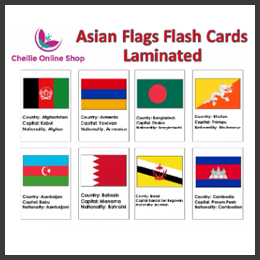 Chellie Online Shop
Asian Flags Flash Cards
Laminated
Country: Afghanistan
Capital: Kabul
Nationality: Afghan
Country: Armenia
Capital: Yerevan
Nationality: Armenian
Country: Bangladesh
Capital: Dhaka
Nationality: Bangladeshi
Country: Bhutan
Capital: Thimphu
Nationality: Bhutanese
Country: Azerbaijan
Capital: Baku
Nationality: Azerbaijani
Country: Bahrain
Capital: Manama
Nationality: Bahraini
Country: Brunei
Capital: Bandar Seri Begawan
Nationality: Bruneian
Country: Cambodia
Capital: Phnom Penh
Nationality: Cambodian